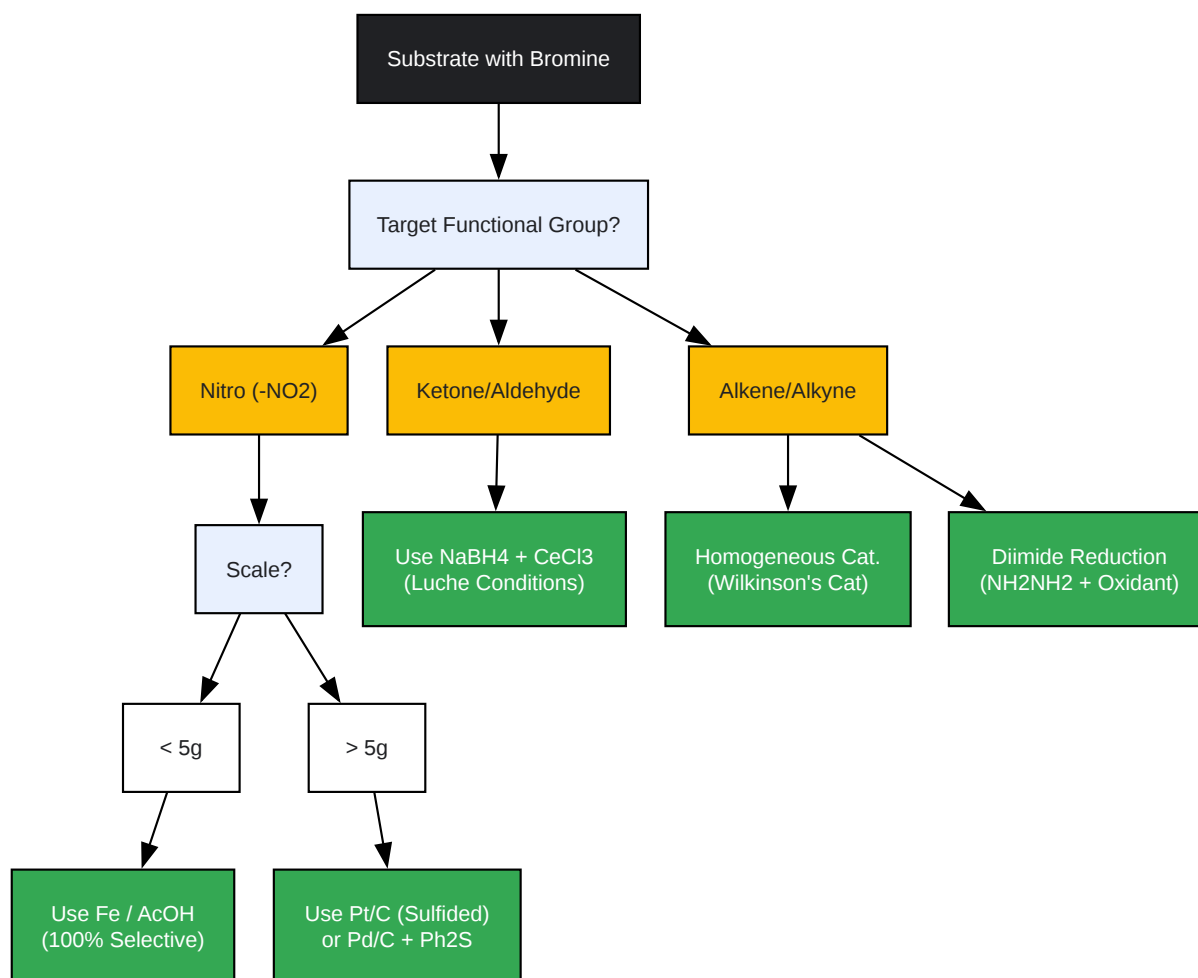 Substrate with Bromine
Target Functional Group?
Nitro (-NO2)
Ketone/Aldehyde
Alkene/Alkyne
Scale?
Use NaBH4 + CeCl3
(Luche Conditions)
Homogeneous Cat.
(Wilkinson's Cat)
Diimide Reduction
(NH2NH2 + Oxidant)
< 5g
> 5g
Use Fe / AcOH
(100% Selective)
Use Pt/C (Sulfided)
or Pd/C + Ph2S